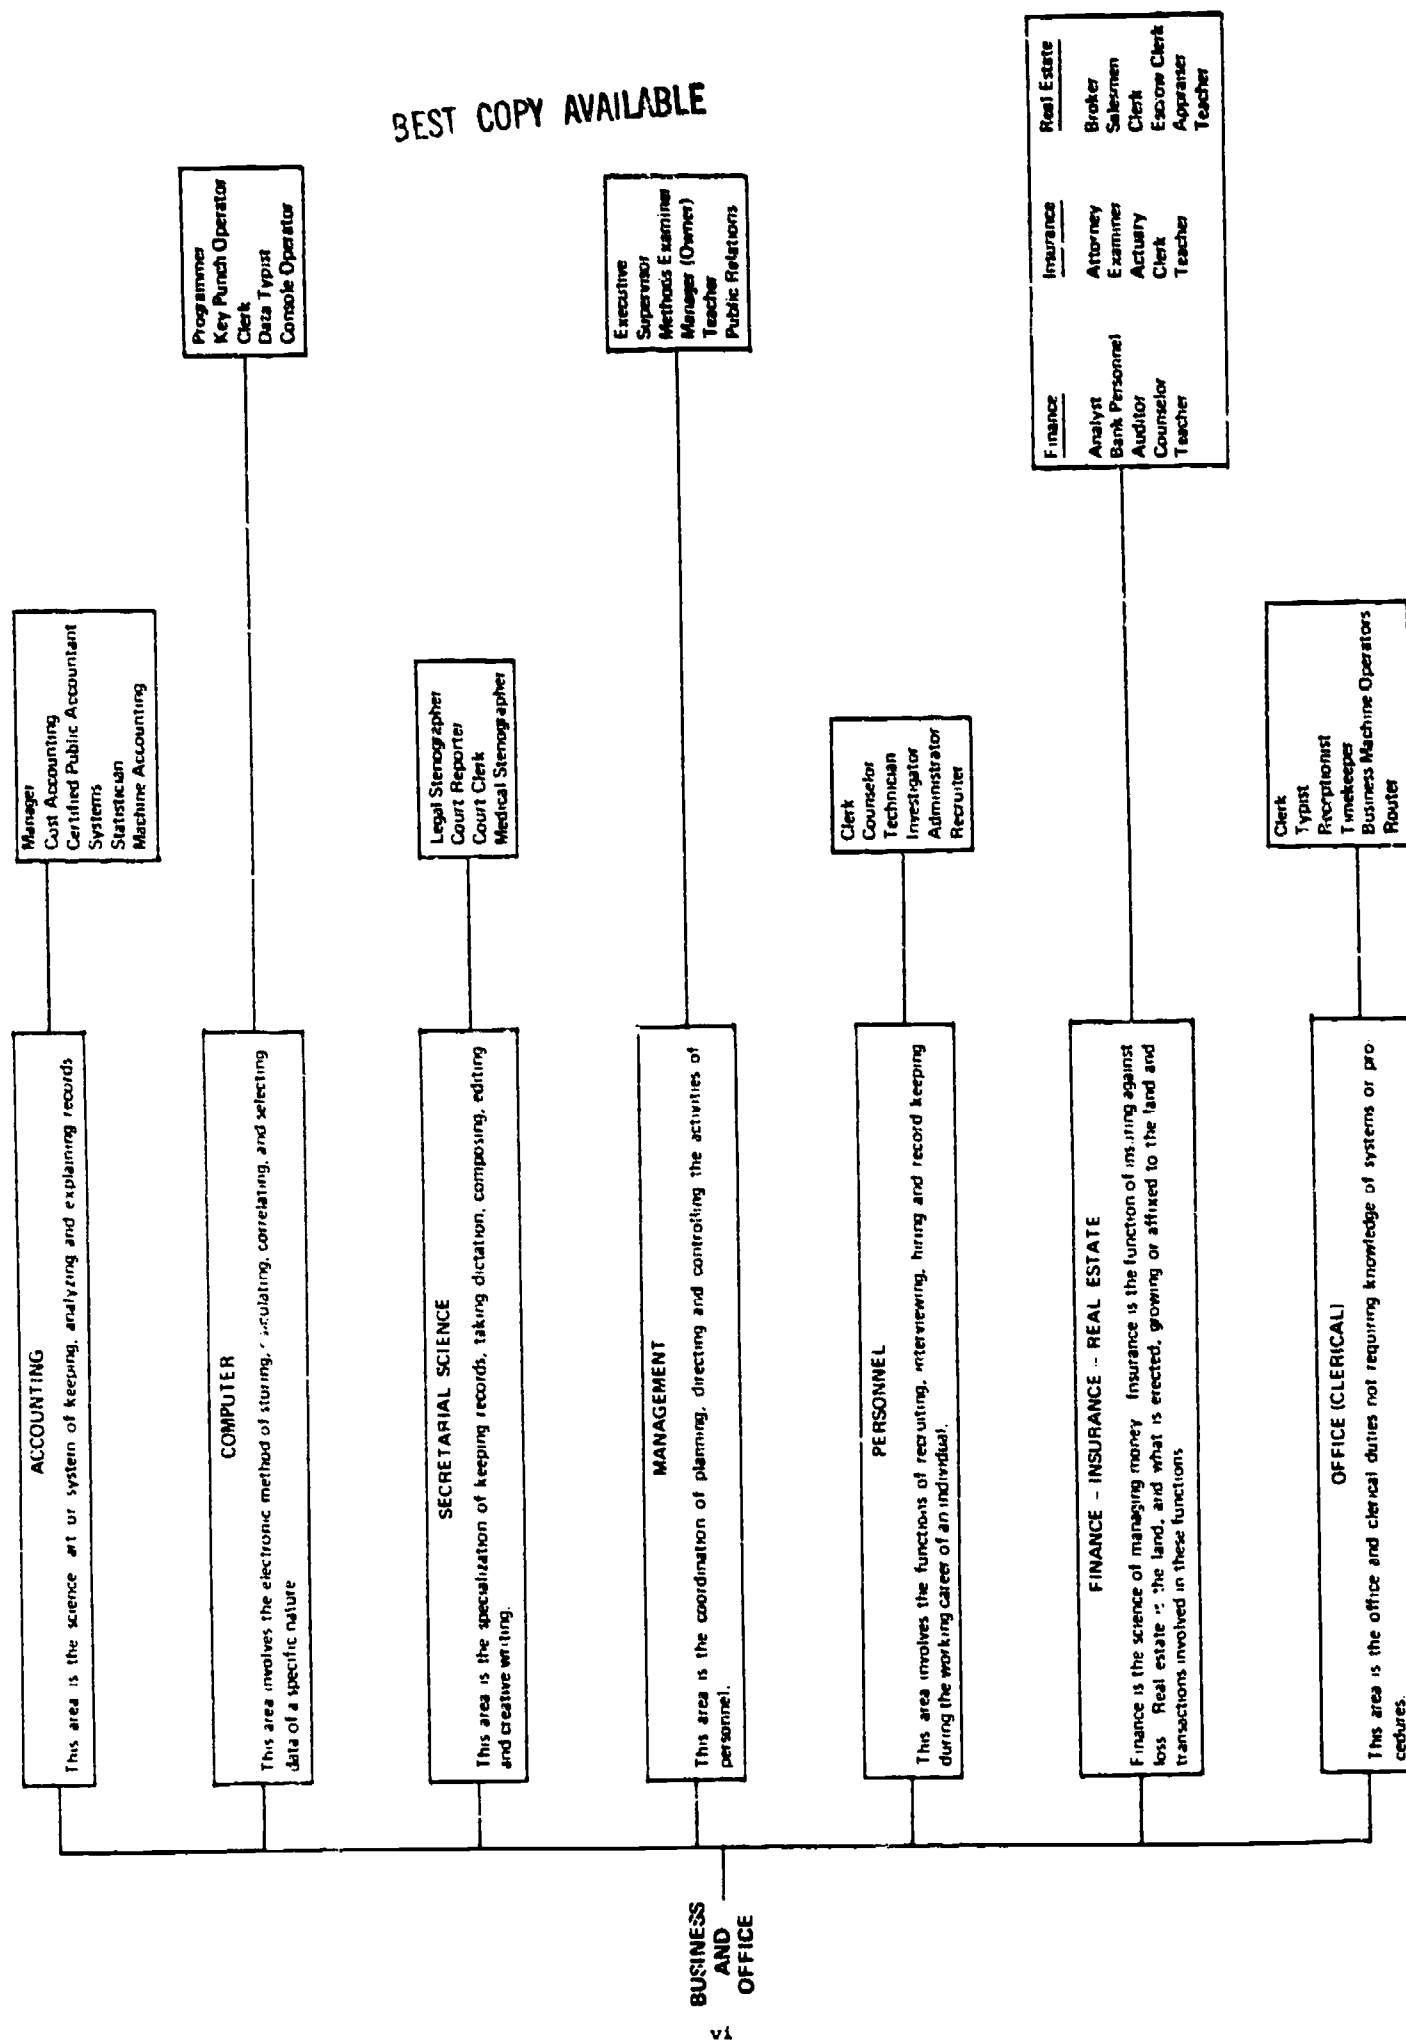 BEST COPY AVAILABLE
BUSINESS
AND
OFFICE
ACCOUNTING
This area is the science art or system of keeping, analyzing and explaining records
Manager
Cost Accounting
Certified Public Accountant
Systems
Statistician
Machine Accounting
COMPUTER
This area involves the electronic method of storing, correlating, and selecting
data of a specific nature
Programmer
Key Punch Operator
Clerk
Data Typist
Console Operator
SECRETARIAL SCIENCE
This area is the specialization of keeping records, taking dictation, composing, editing
and creative writing.
Legal Stenographer
Court Reporter
Court Clerk
Medical Stenographer
MANAGEMENT
This area is the coordination of planning, directing and controlling the activities of
personnel.
Executive
Supervisor
Methods Examiner
Manager (Owner)
Teacher
Public Relations
PERSONNEL
This area involves the functions of recruiting, interviewing, hiring and record keeping
during the working career of an individual.
Clerk
Counselor
Technician
Investigator
Administrator
Recruiter
FINANCE – INSURANCE – REAL ESTATE
Finance is the science of managing money Insurance is the function of insuring against
loss Real estate is the land, and what is erected, growing or affixed to the land and
transactions involved in these functions
Finance
Analyst
Bank Personnel
Auditor
Counselor
Teacher
Insurance
Attorney
Examiner
Actuary
Clerk
Teacher
Real Estate
Broker
Salesmen
Clerk
Escrow Clerk
Appraiser
Teacher
OFFICE (CLERICAL)
This area is the office and clerical duties not requiring knowledge of systems or pro-
cedures.
Clerk
Typist
Receptionist
Timekeeper
Business Machine Operators
Router
vi